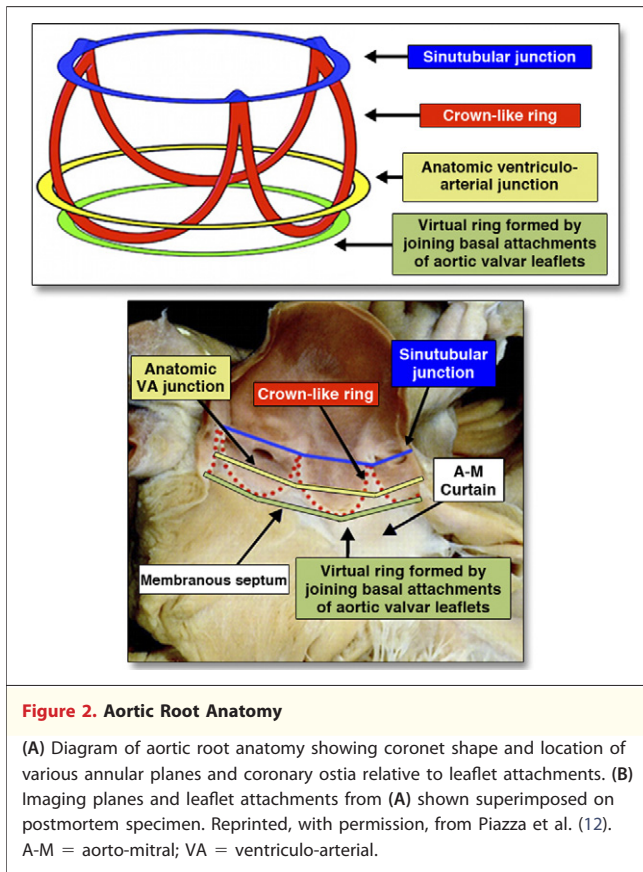 Sinutubular junction
Crown-like ring
Anatomic ventriculo-
arterial junction
Virtual ring formed by
joining basal attachments
of aortic valvar leaflets
Anatomic
VA junction
Crown-like ring
Sinutubular
junction
A-M
Curtain
Membranous septum
Virtual ring formed by
joining basal attachments
of aortic valvar leaflets
Figure 2. Aortic Root Anatomy
(A) Diagram of aortic root anatomy showing coronet shape and location of
various annular planes and coronary ostia relative to leaflet attachments. (B)
Imaging planes and leaflet attachments from (A) shown superimposed on
postmortem specimen. Reprinted, with permission, from Piazza et al. (12).
A-M = aorto-mitral; VA = ventriculo-arterial.